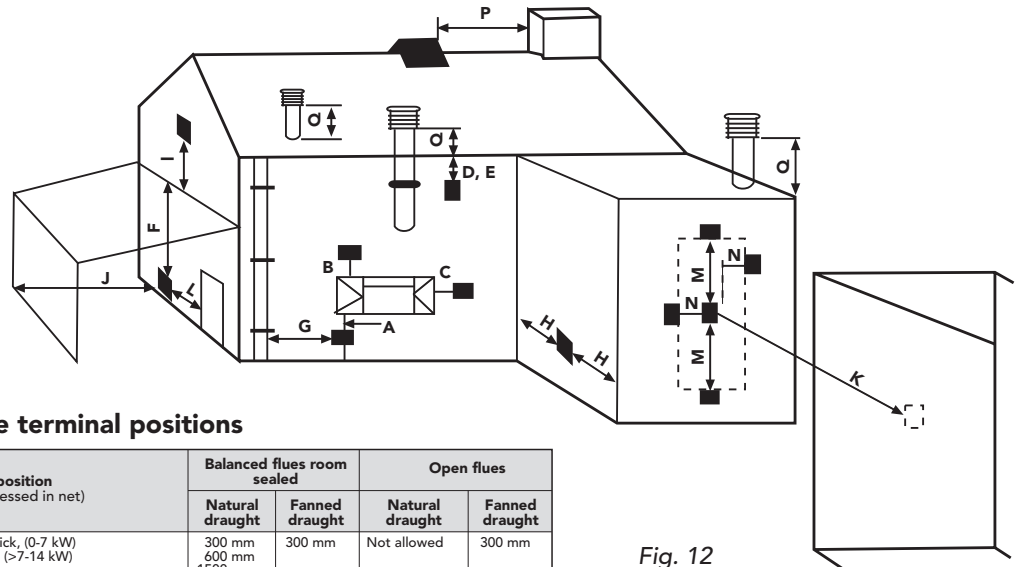 P
Q
Q
D, E
Q
I
F
J
L
B
C
G
A
H
H
M
N
N
M
K
terminal positions
position
Balanced flues room sealed
Open flues
essed in net)
Natural draught
Fanned draught
Natural draught
Fanned draught
ick, (0-7 kW)
300 mm
300 mm
Not allowed
300 mm
(>7-14 kW)
600 mm
Fig. 12